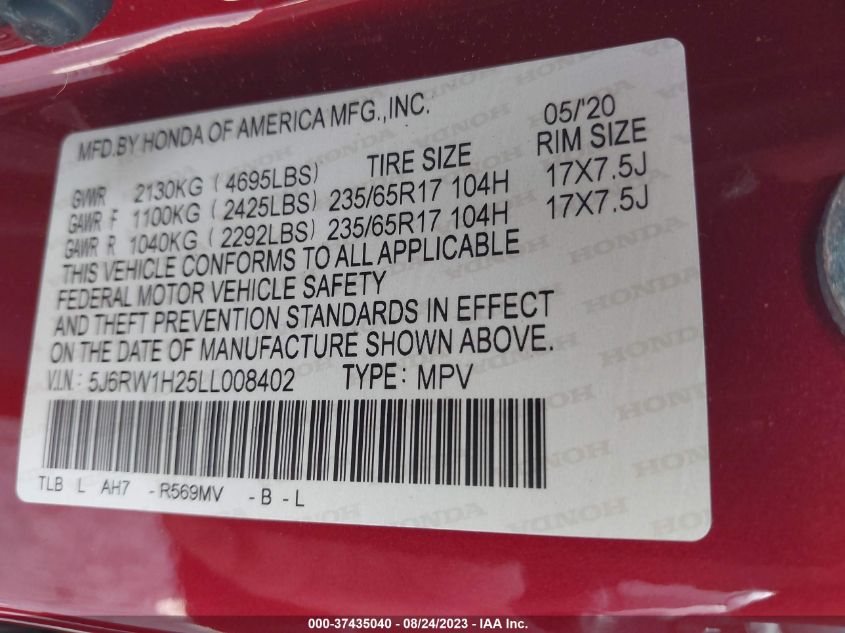 MFD.BY HONDA OF AMERICA MFG.,INC. 05/'20
TIRE SIZE RIM SIZE
GVWR 2130KG (4695LBS)
GAWR F 1100KG (2425LBS) 235/65R17 104H 17X7.5J
GAWR R 1040KG (2292LBS) 235/65R17 104H 17X7.5J
THIS VEHICLE CONFORMS TO ALL APPLICABLE
FEDERAL MOTOR VEHICLE SAFETY
AND THEFT PREVENTION STANDARDS IN EFFECT
ON THE DATE OF MANUFACTURE SHOWN ABOVE.
V.I.N.: 5J6RW1H25LL008402 TYPE: MPV
TLB L AH7 -R569MV -B -L
000-37435040 - 08/24/2023 - IAA Inc.